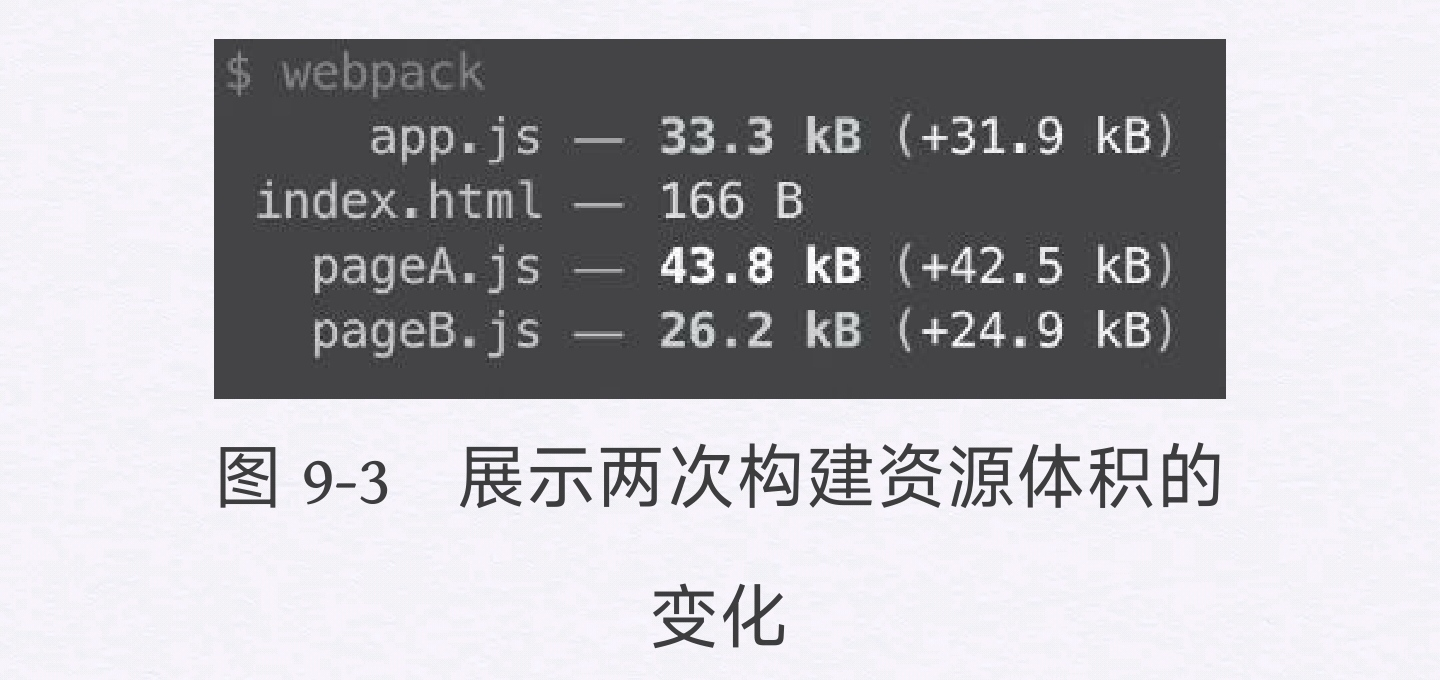 $ webpack
app.js — 33.3 kB (+31.9 kB)
index.html — 166 B
pageA.js — 43.8 kB (+42.5 kB)
pageB.js — 26.2 kB (+24.9 kB)
图 9-3 展示两次构建资源体积的
变化